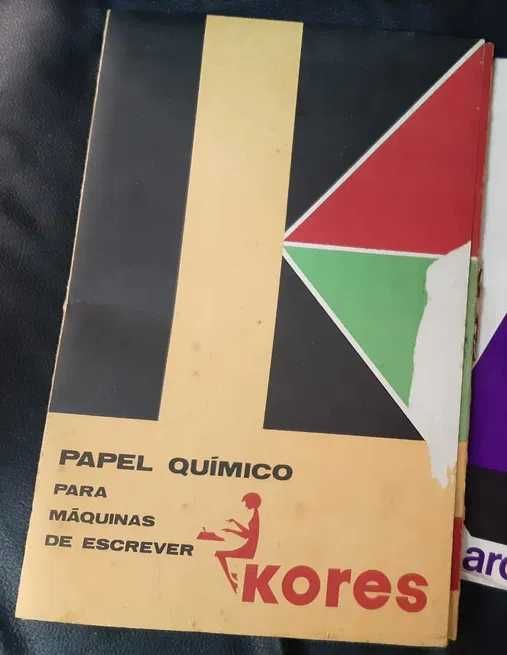 PAPEL QUÍMICO
PARA
MÁQUINAS
DE ESCREVER
kores